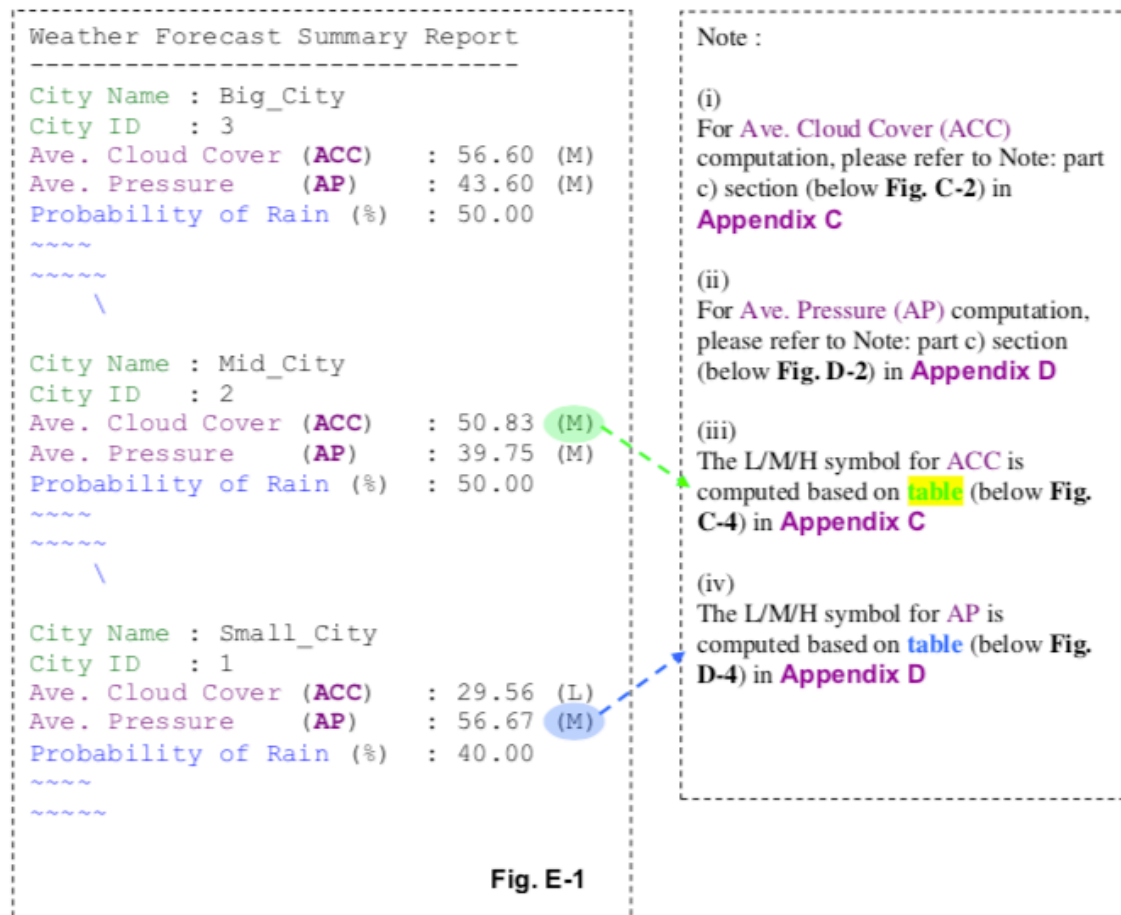 Weather Forecast Summary Report
--------------------------------
City Name : Big_City
City ID   : 3
Ave. Cloud Cover (ACC)   : 56.60 (M)
Ave. Pressure    (AP)    : 43.60 (M)
Probability of Rain (%)  : 50.00
~~~~
~~~~~
\
City Name : Mid_City
City ID   : 2
Ave. Cloud Cover (ACC)   : 50.83 (M)
Ave. Pressure    (AP)    : 39.75 (M)
Probability of Rain (%)  : 50.00
~~~~
~~~~~
\
City Name : Small_City
City ID   : 1
Ave. Cloud Cover (ACC)   : 29.56 (L)
Ave. Pressure    (AP)    : 56.67 (M)
Probability of Rain (%)  : 40.00
~~~~
~~~~~
Fig. E-1
Note :
(i)
For Ave. Cloud Cover (ACC)
computation, please refer to Note: part
c) section (below Fig. C-2) in
Appendix C
(ii)
For Ave. Pressure (AP) computation,
please refer to Note: part c) section
(below Fig. D-2) in Appendix D
(iii)
The L/M/H symbol for ACC is
computed based on table (below Fig.
C-4) in Appendix C
(iv)
The L/M/H symbol for AP is
computed based on table (below Fig.
D-4) in Appendix D